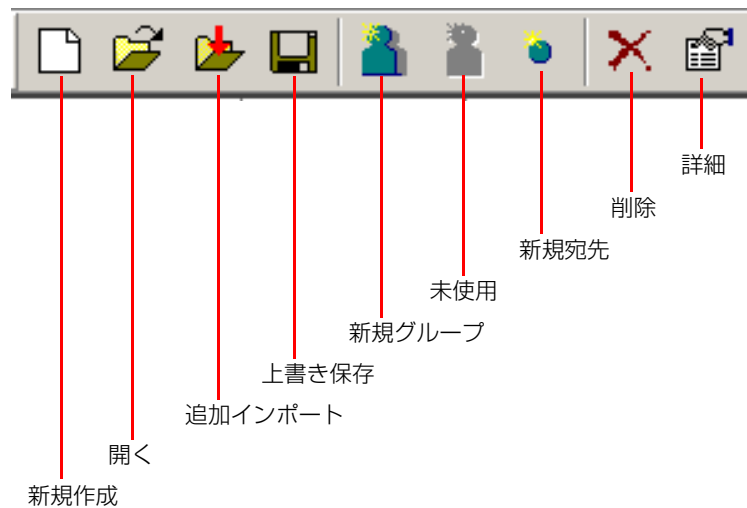 詳細
削除
新規宛先
未使用
新規グループ
上書き保存
追加インポート
開く
新規作成